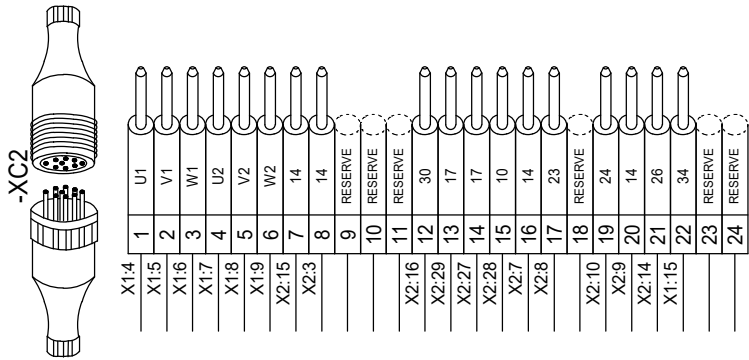 -XC2
U1 V1 W1 U2 V2 W2 14 14 RESERVE RESERVE RESERVE 30 17 17 10 14 23 RESERVE 24 14 26 34 RESERVE RESERVE
1 2 3 4 5 6 7 8 9 10 11 12 13 14 15 16 17 18 19 20 21 22 23 24
X1:4 X1:5 X1:6 X1:7 X1:8 X1:9 X2:15 X2:3 X2:16 X2:29 X2:27 X2:28 X2:7 X2:8 X2:10 X2:9 X2:14 X1:15